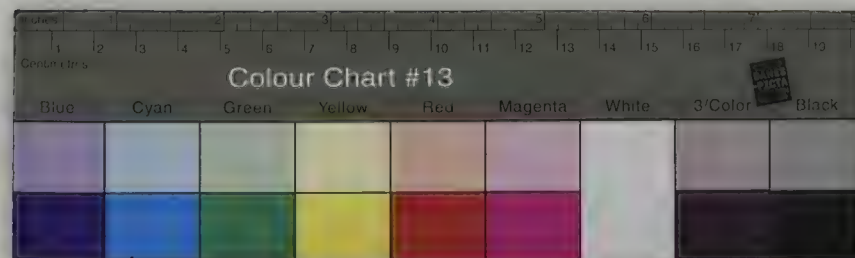 Inches 1 2 3 4 5 6 7 8
1 2 3 4 5 6 7 8 9 10 11 12 13 14 15 16 17 18 19
Centimetres
Colour Chart #13
Blue Cyan Green Yellow Red Magenta White 3/Color Black